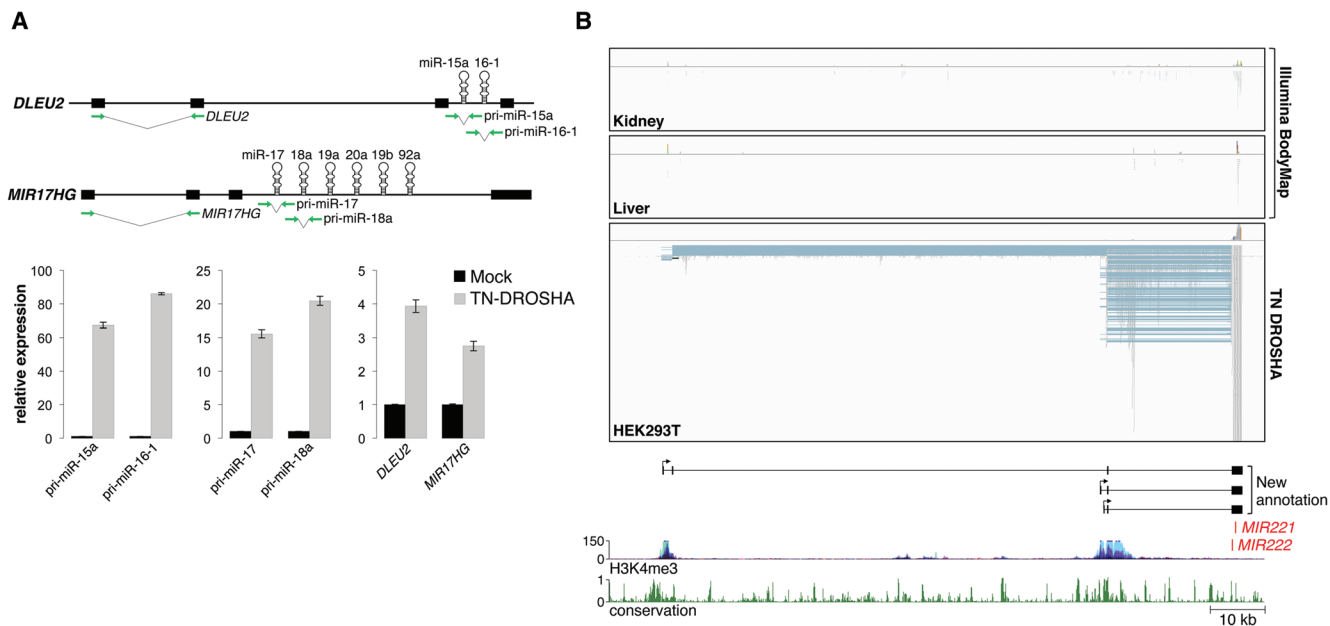 A
B
miR-15a 16-1
DLEU2
DLEU2
pri-miR-15a
pri-miR-16-1
miR-17 18a 19a 20a 19b 92a
MIR17HG
MIR17HG
pri-miR-17
pri-miR-18a
relative expression
100
80
60
40
20
0
pri-miR-15a
pri-miR-16-1
25
20
15
10
5
0
pri-miR-17
pri-miR-18a
5
4
3
2
1
0
DLEU2
MIR17HG
Mock
TN-DROSHA
Kidney
Liver
Illumina BodyMap
HEK293T
TN DROSHA
New
annotation
MIR221
MIR222
150
0
H3K4me3
1
0
conservation
10 kb